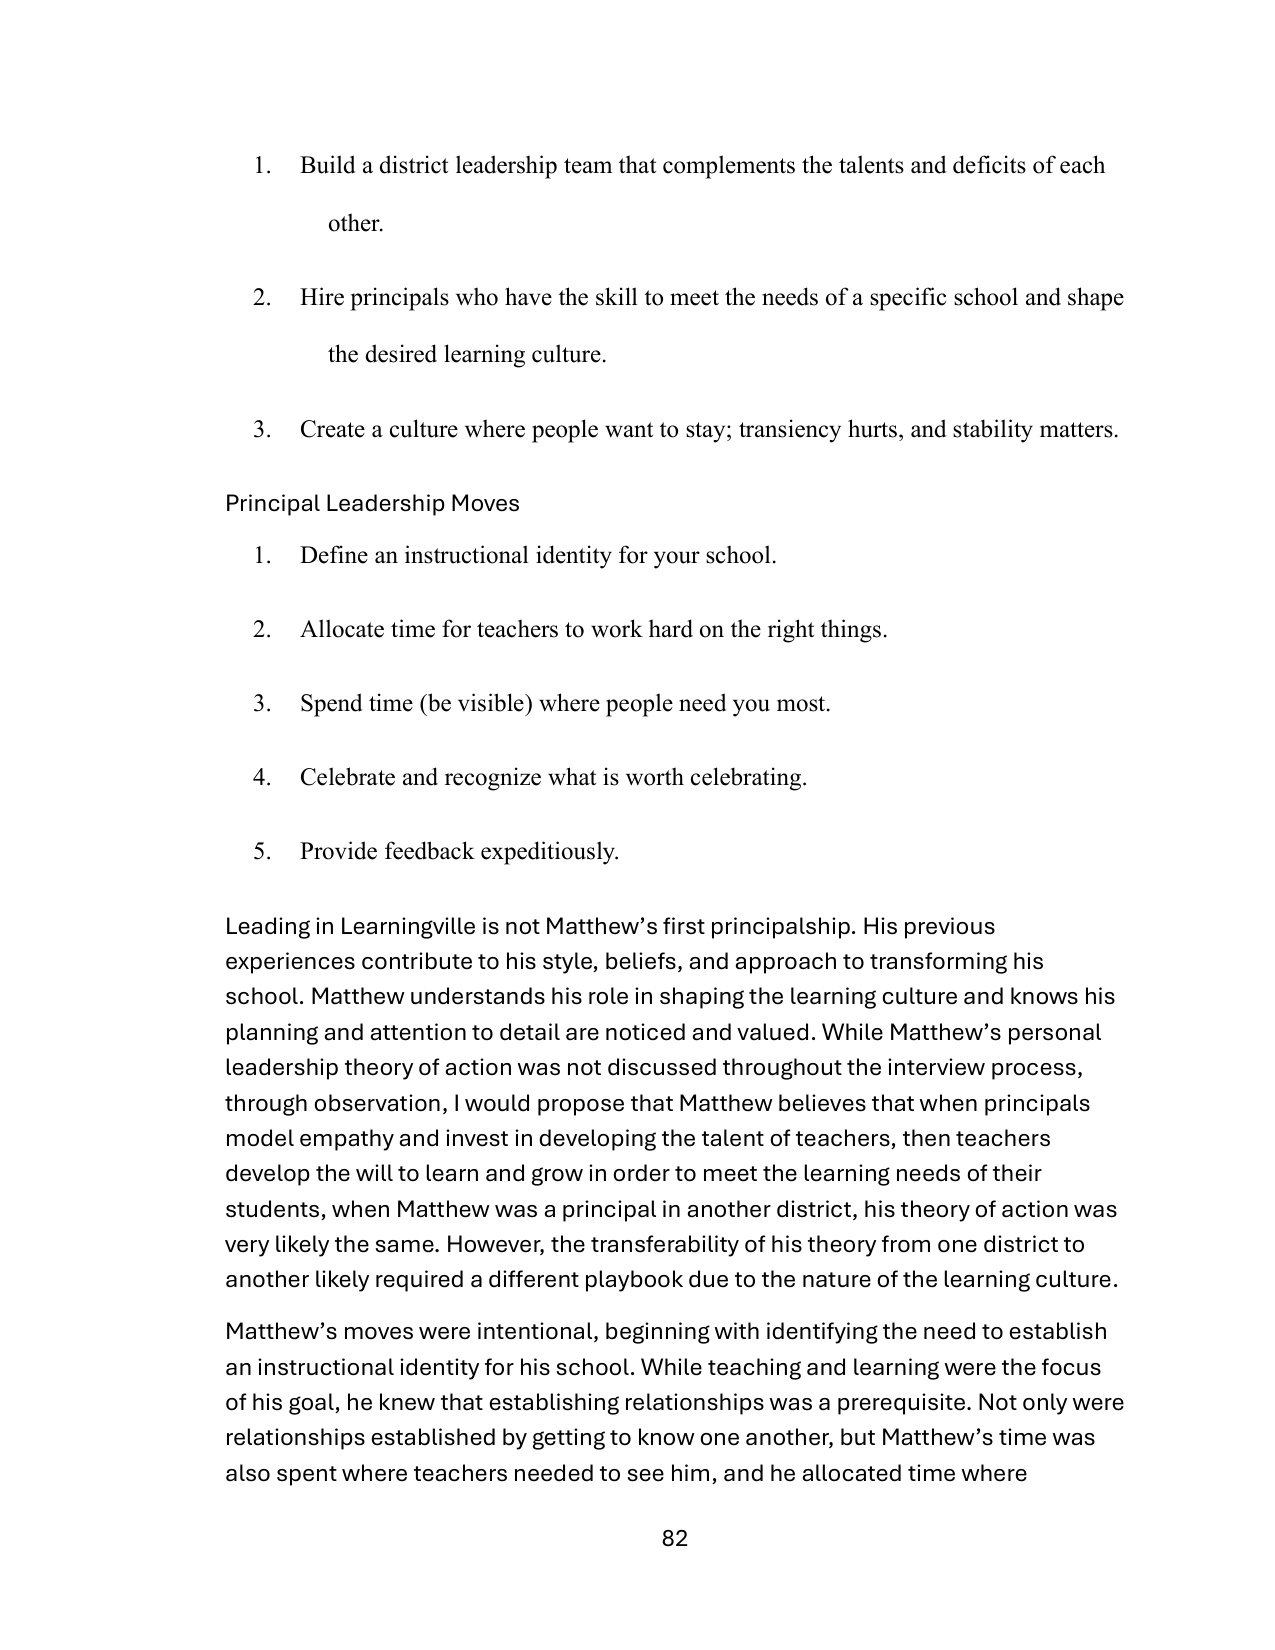 1. Build a district leadership team that complements the talents and deficits of each
other.
2. Hire principals who have the skill to meet the needs of a specific school and shape
the desired learning culture.
3. Create a culture where people want to stay; transiency hurts, and stability matters.
Principal Leadership Moves
1. Define an instructional identity for your school.
2. Allocate time for teachers to work hard on the right things.
3. Spend time (be visible) where people need you most.
4. Celebrate and recognize what is worth celebrating.
5. Provide feedback expeditiously.
Leading in Learningville is not Matthew’s first principalship. His previous
experiences contribute to his style, beliefs, and approach to transforming his
school. Matthew understands his role in shaping the learning culture and knows his
planning and attention to detail are noticed and valued. While Matthew’s personal
leadership theory of action was not discussed throughout the interview process,
through observation, I would propose that Matthew believes that when principals
model empathy and invest in developing the talent of teachers, then teachers
develop the will to learn and grow in order to meet the learning needs of their
students, when Matthew was a principal in another district, his theory of action was
very likely the same. However, the transferability of his theory from one district to
another likely required a different playbook due to the nature of the learning culture.
Matthew’s moves were intentional, beginning with identifying the need to establish
an instructional identity for his school. While teaching and learning were the focus
of his goal, he knew that establishing relationships was a prerequisite. Not only were
relationships established by getting to know one another, but Matthew’s time was
also spent where teachers needed to see him, and he allocated time where
82